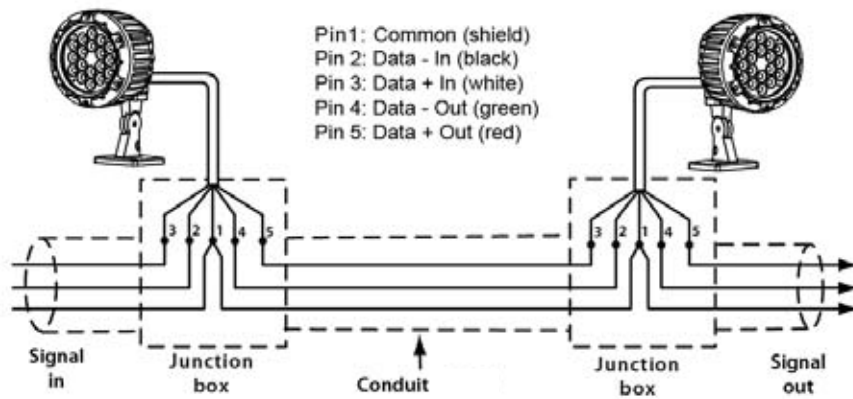 Pin1: Common (shield)
Pin 2: Data - In (black)
Pin 3: Data + In (white)
Pin 4: Data - Out (green)
Pin 5: Data + Out (red)
3 2 1 4 5
3 2 1 4 5
Signal
in
Junction
box
Conduit
Junction
box
Signal
out